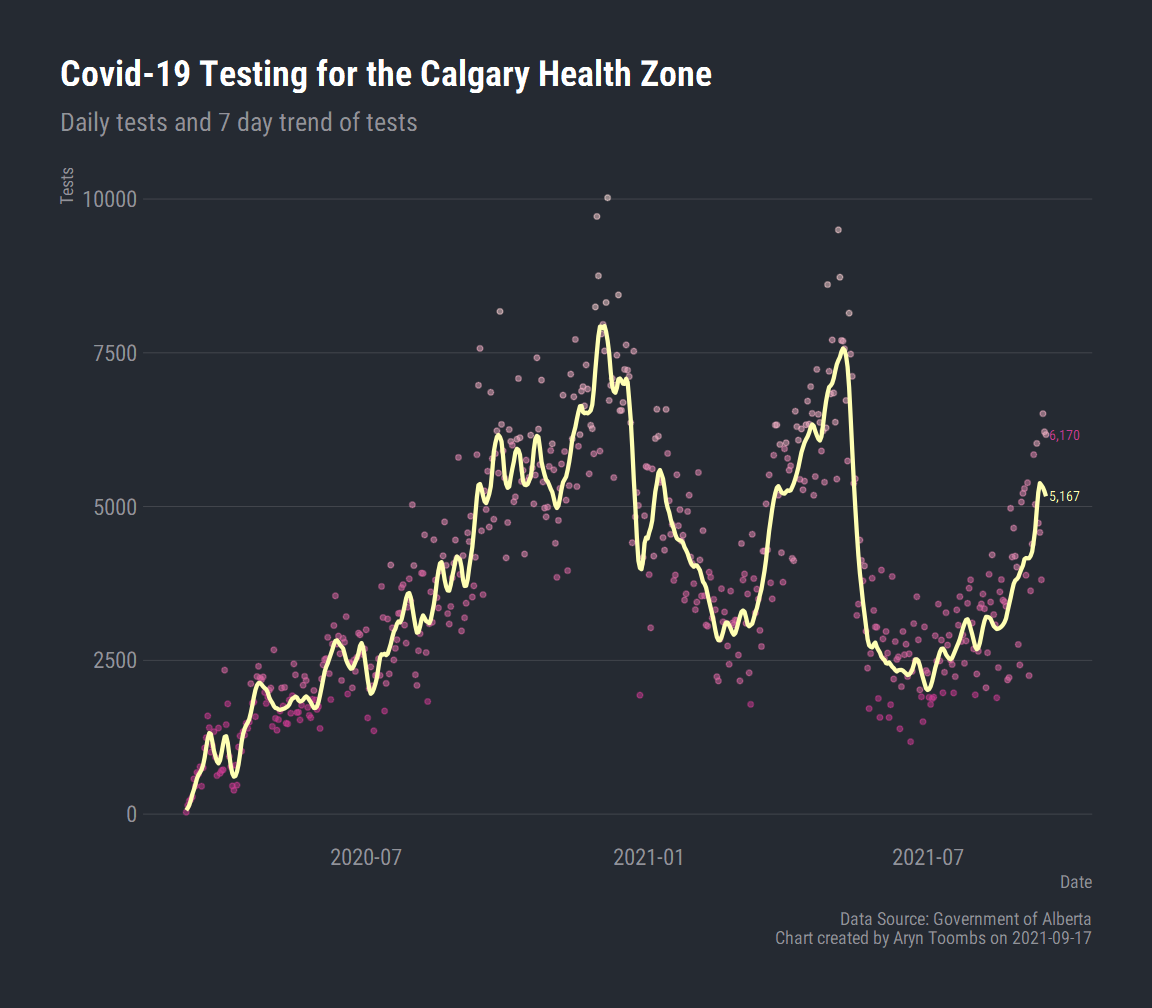 Covid-19 Testing for the Calgary Health Zone
Daily tests and 7 day trend of tests
Tests
10000
7500
5000
2500
0
6,170
5,167
2020-07
2021-01
2021-07
Date
Data Source: Government of Alberta
Chart created by Aryn Toombs on 2021-09-17